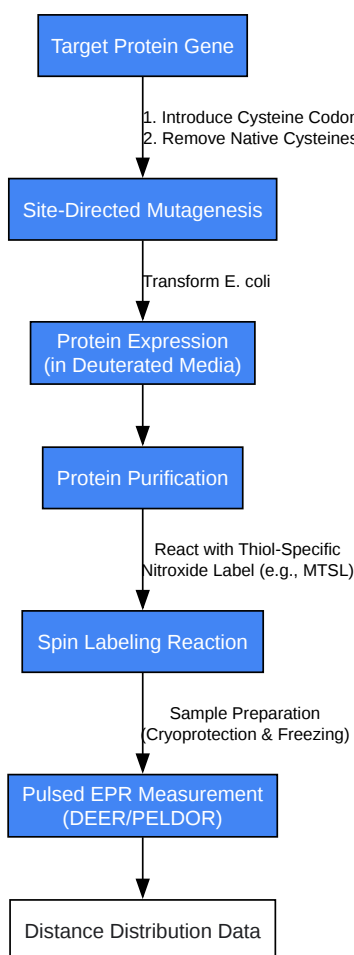 Target Protein Gene
1. Introduce Cysteine Codon
2. Remove Native Cysteines
Site-Directed Mutagenesis
Transform E. coli
Protein Expression
(in Deuterated Media)
Protein Purification
React with Thiol-Specific
Nitroxide Label (e.g., MTSL)
Spin Labeling Reaction
Sample Preparation
(Cryoprotection & Freezing)
Pulsed EPR Measurement
(DEER/PELDOR)
Distance Distribution Data